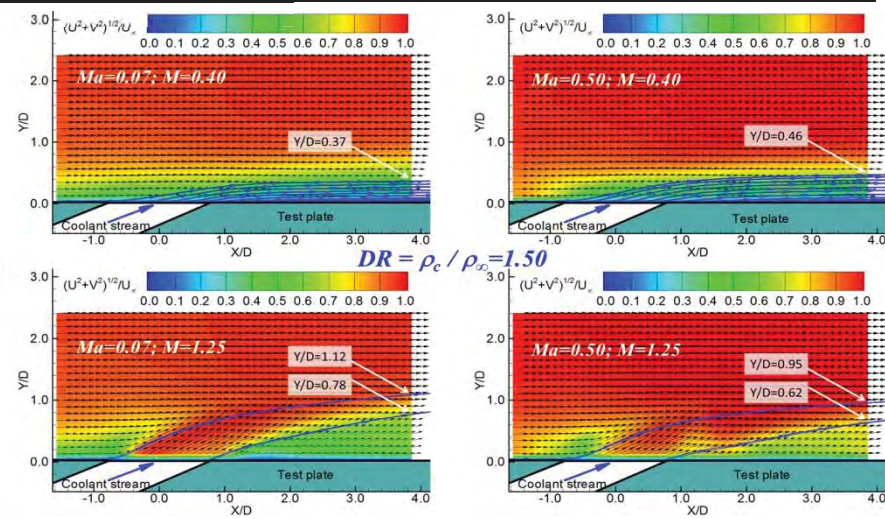 (U²+V²)^1/2/U∞
0.0 0.1 0.2 0.3 0.4 0.5 0.6 0.7 0.8 0.9 1.0
3.0
2.0
1.0
0.0
Y/D
Ma=0.07; M=0.40
Y/D=0.37
Coolant stream
Test plate
-1.0 0.0 1.0 2.0 3.0 4.0
X/D
(U²+V²)^1/2/U∞
0.0 0.1 0.2 0.3 0.4 0.5 0.6 0.7 0.8 0.9 1.0
3.0
2.0
1.0
0.0
Y/D
Ma=0.50; M=0.40
Y/D=0.46
Coolant stream
Test plate
-1.0 0.0 1.0 2.0 3.0 4.0
X/D
DR = ρc / ρ∞=1.50
(U²+V²)^1/2/U∞
0.0 0.1 0.2 0.3 0.4 0.5 0.6 0.7 0.8 0.9 1.0
3.0
2.0
1.0
0.0
Y/D
Ma=0.07; M=1.25
Y/D=1.12
Y/D=0.78
Coolant stream
Test plate
-1.0 0.0 1.0 2.0 3.0 4.0
X/D
(U²+V²)^1/2/U∞
0.0 0.1 0.2 0.3 0.4 0.5 0.6 0.7 0.8 0.9 1.0
3.0
2.0
1.0
0.0
Y/D
Ma=0.50; M=1.25
Y/D=0.95
Y/D=0.62
Coolant stream
Test plate
-1.0 0.0 1.0 2.0 3.0 4.0
X/D